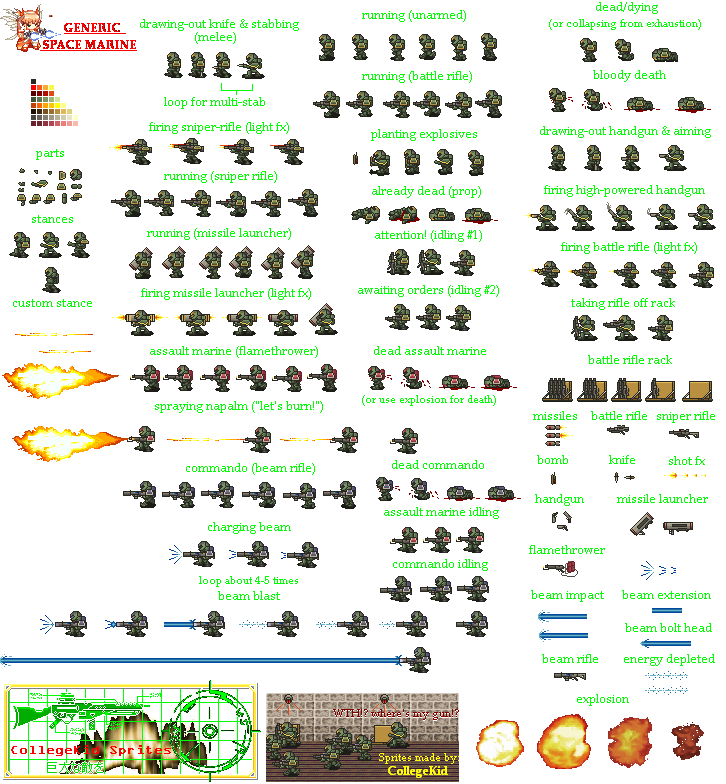 GENERIC
SPACE MARINE
drawing-out knife & stabbing
(melee)
loop for multi-stab
firing sniper-rifle (light fx)
running (sniper rifle)
running (missile launcher)
firing missile launcher (light fx)
assault marine (flamethrower)
spraying napalm ("let's burn!")
commando (beam rifle)
charging beam
loop about 4-5 times
beam blast
parts
stances
custom stance
running (unarmed)
running (battle rifle)
planting explosives
already dead (prop)
attention! (idling #1)
awaiting orders (idling #2)
dead assault marine
(or use explosion for death)
dead commando
assault marine idling
commando idling
dead/dying
(or collapsing from exhaustion)
bloody death
drawing-out handgun & aiming
firing high-powered handgun
firing battle rifle (light fx)
taking rifle off rack
battle rifle rack
missiles battle rifle sniper rifle
bomb knife shot fx
handgun missile launcher
flamethrower
beam impact beam extension
beam bolt head
beam rifle energy depleted
explosion
CollegeKid Sprites
WTH!? where's my gun!?
Sprites made by:
CollegeKid